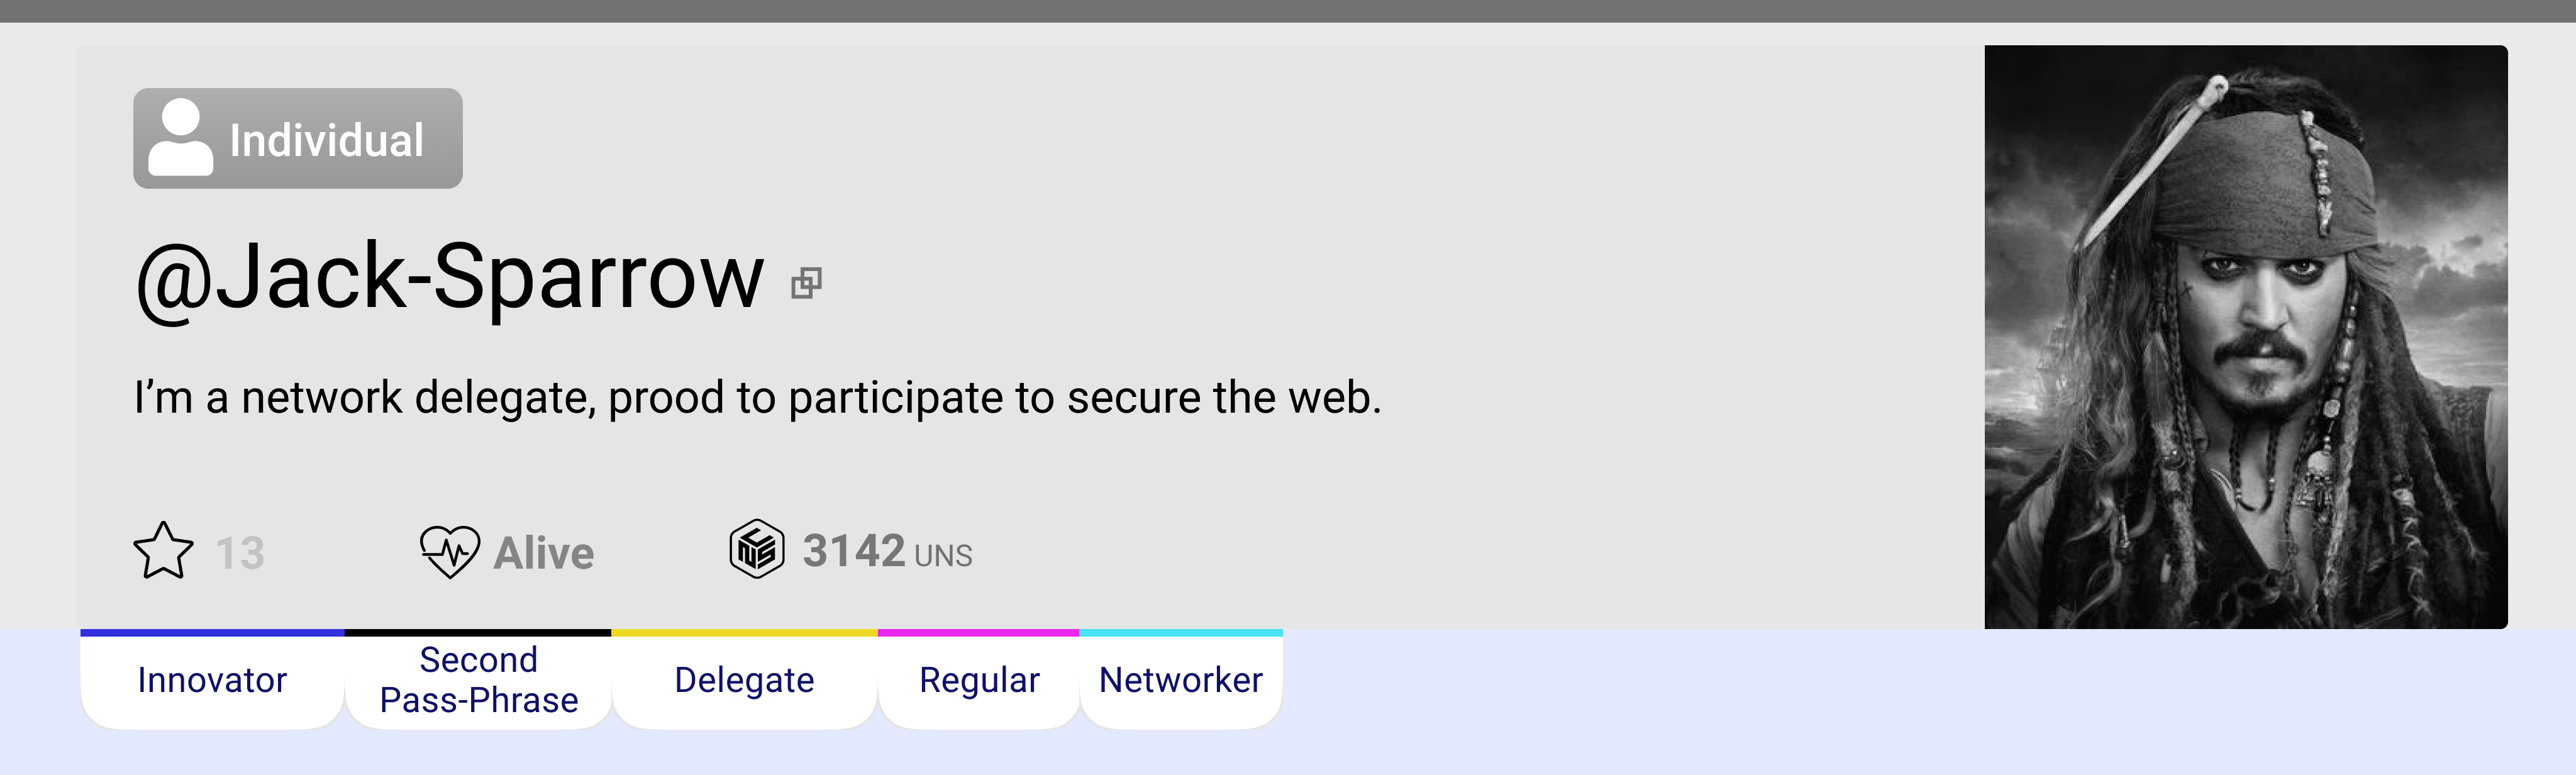 Individual
@Jack-Sparrow
I’m a network delegate, prood to participate to secure the web.
13
Alive
UNS
3142 UNS
Innovator
Second
Pass-Phrase
Delegate
Regular
Networker